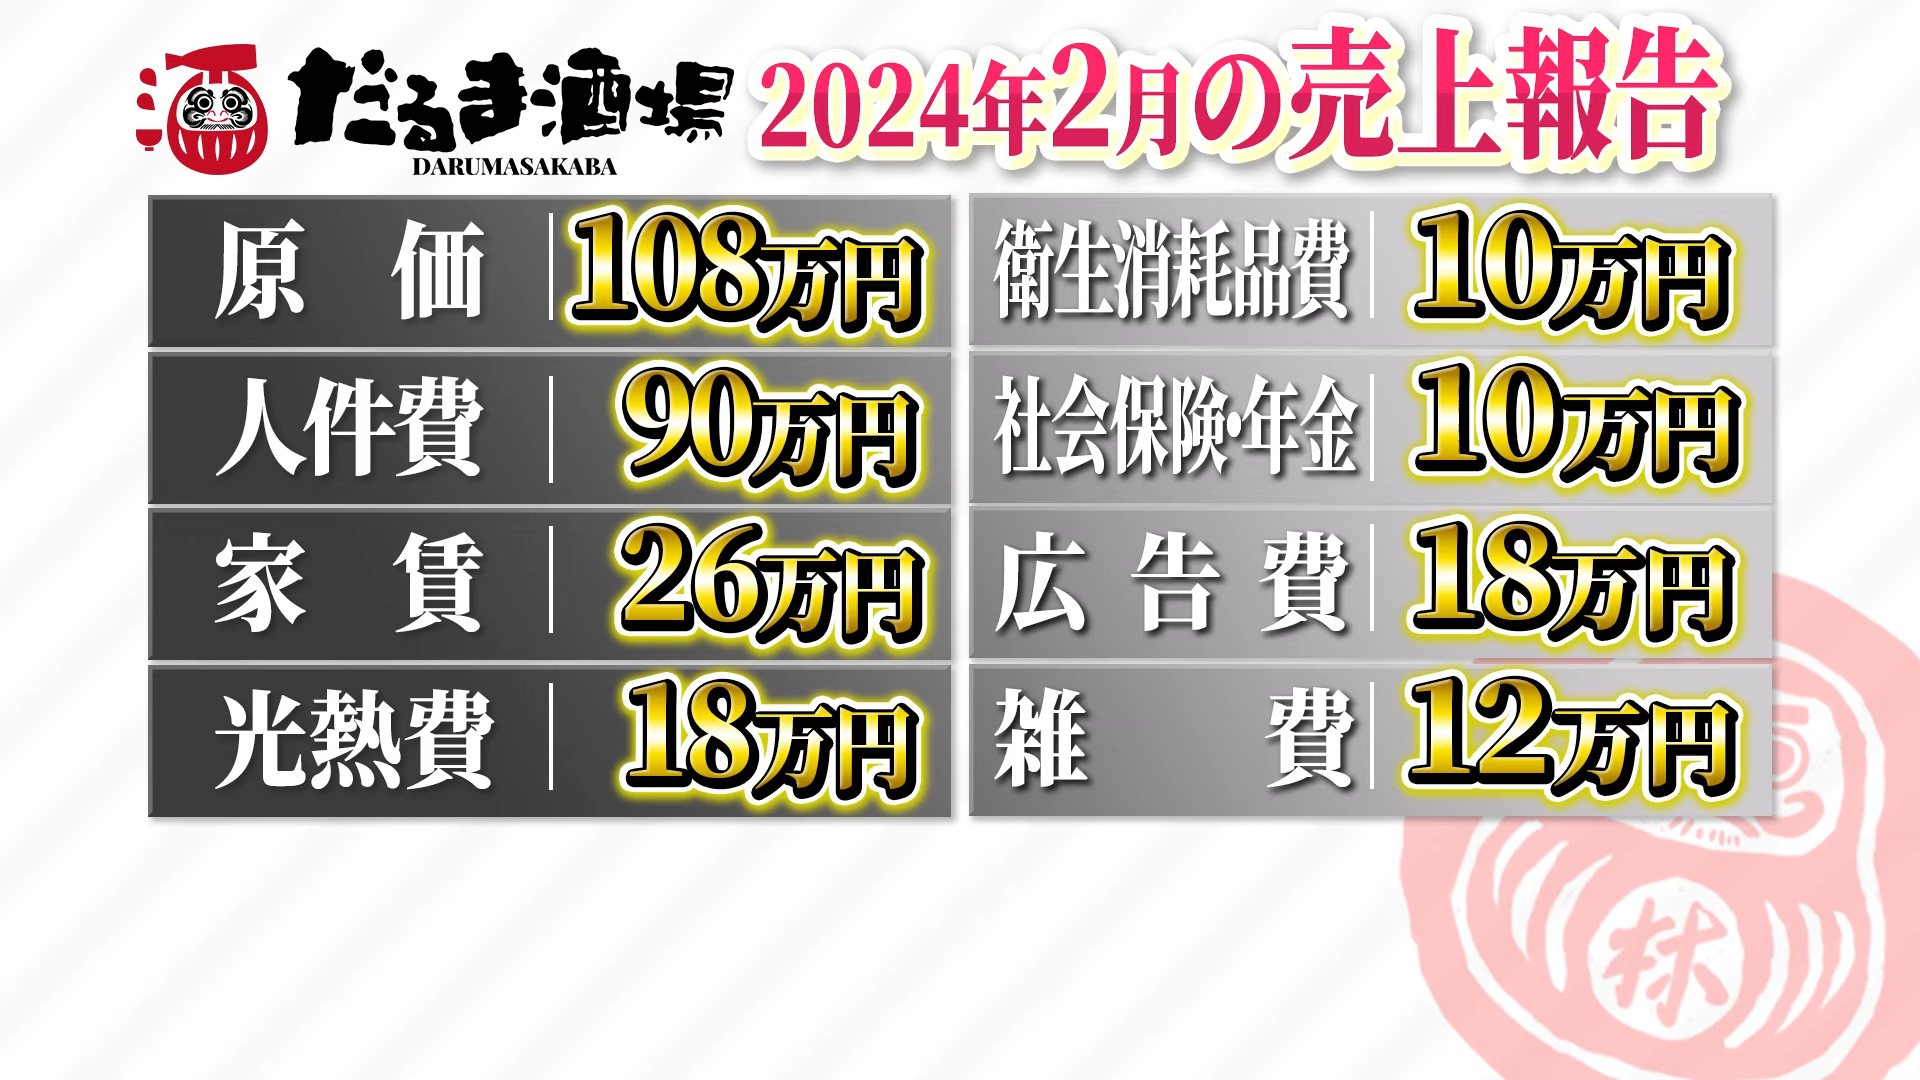 酒 だるま酒場
DARUMASAKABA
2024年2月の売上報告
原価 108万円
人件費 90万円
家賃 26万円
光熱費 18万円
衛生消耗品費 10万円
社会保険・年金 10万円
広告費 18万円
雑費 12万円